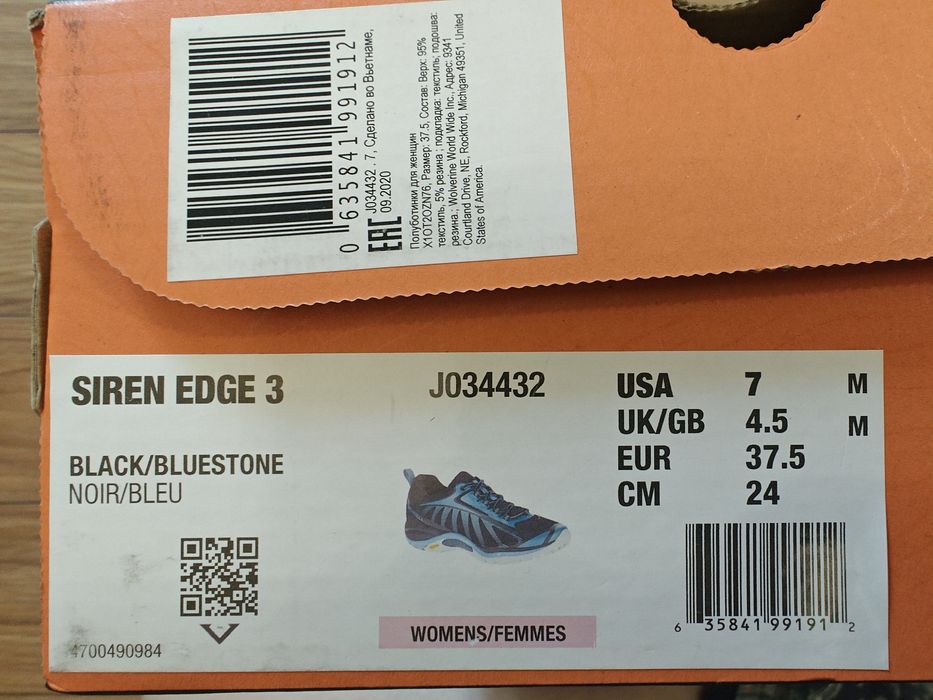 0 635841 991912
J034432 . 7, Сделано во Вьетнаме,
09.2020
EAC
Полуботинки для женщин
X1OT2OZN76, Размер: 37.5, Состав: Верх: 95%
текстиль, 5% резина ; подкладка: текстиль; подошва:
резина.; Wolverine World Wide Inc., Адрес: 9341
Courtland Drive, NE, Rockford, Michigan 49351, United
States of America.
SIREN EDGE 3
J034432
USA 7 M
UK/GB 4.5 M
EUR 37.5
CM 24
BLACK/BLUESTONE
NOIR/BLEU
WOMENS/FEMMES
4700490984
6 35841 99191 2